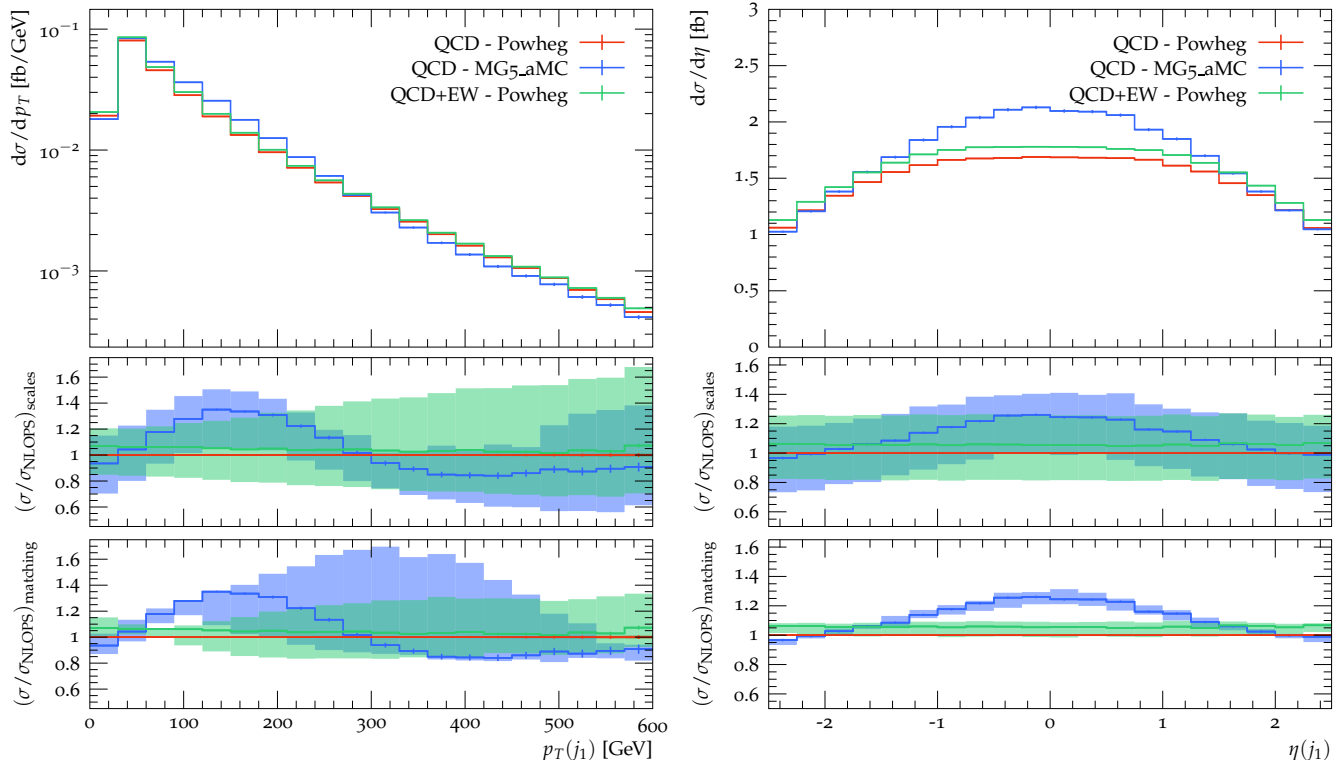 dσ/dp_T [fb/GeV]
10⁻¹
10⁻²
10⁻³
QCD - Powheg
QCD - MG5_aMC
QCD+EW - Powheg
(σ/σ_NLOPS)_scales
1.6
1.4
1.2
1.0
0.8
0.6
(σ/σ_NLOPS)_matching
1.6
1.4
1.2
1
0.8
0.6
0 100 200 300 400 500 600
p_T(j₁) [GeV]
dσ/dη [fb]
3
2.5
2
1.5
1
0.5
0
QCD - Powheg
QCD - MG5_aMC
QCD+EW - Powheg
(σ/σ_NLOPS)_scales
1.6
1.4
1.2
1.0
0.8
0.6
(σ/σ_NLOPS)_matching
1.6
1.4
1.2
1
0.8
0.6
-2 -1 0 1 2
η(j₁)